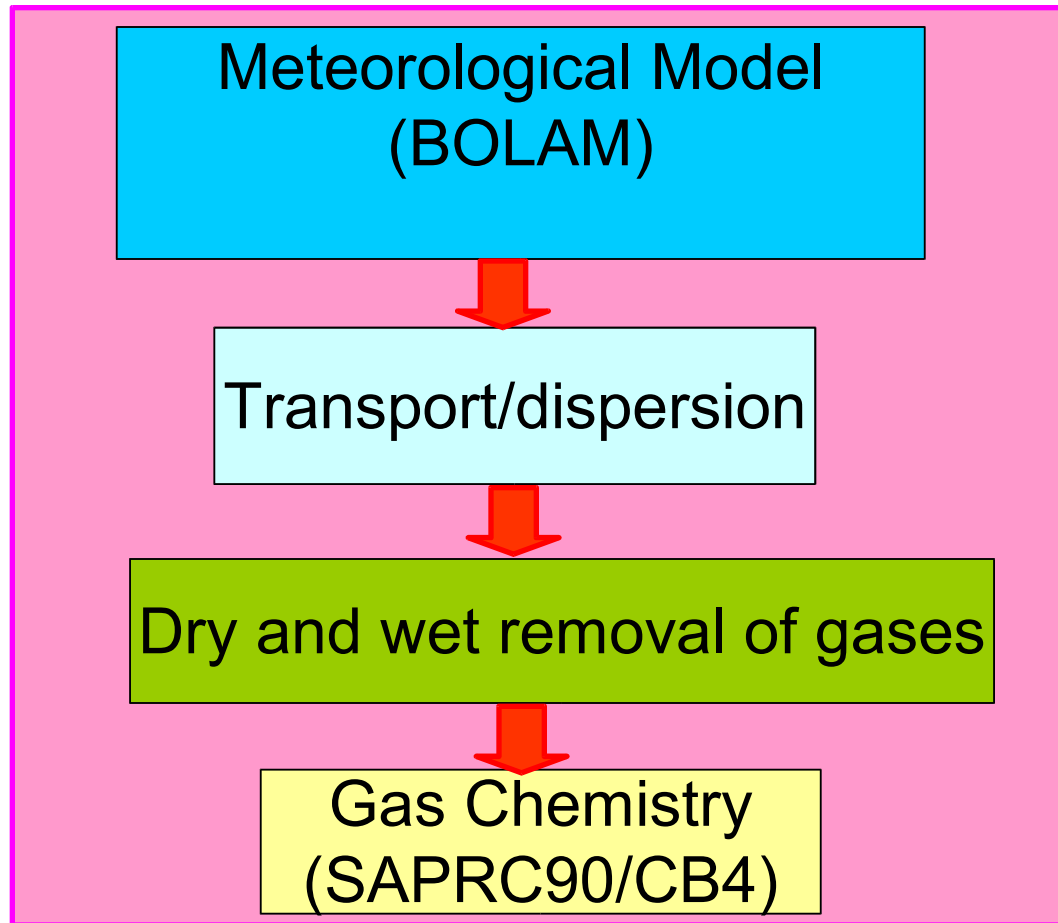 Meteorological Model
(BOLAM)
Transport/dispersion
Dry and wet removal of gases
Gas Chemistry
(SAPRC90/CB4)